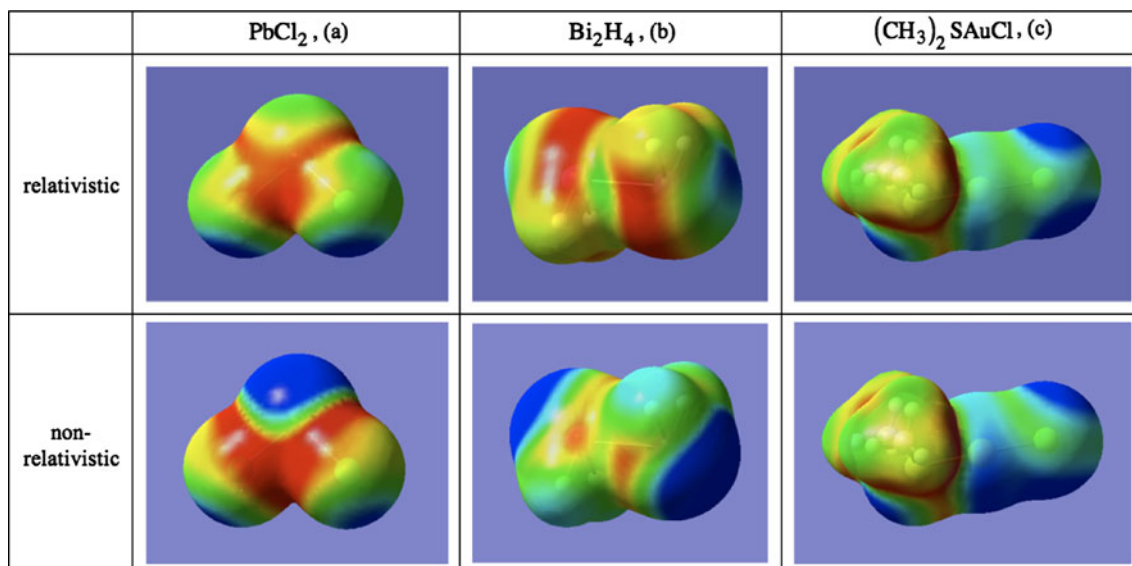 PbCl₂ , (a)
Bi₂H₄ , (b)
(CH₃)₂ SAuCl, (c)
relativistic
non-
relativistic